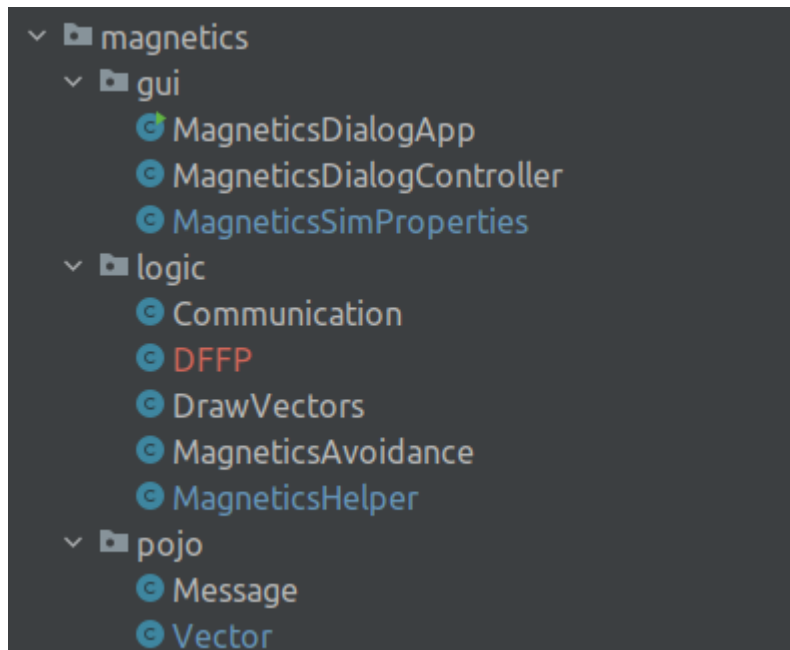 magnetics
gui
MagneticsDialogApp
MagneticsDialogController
MagneticsSimProperties
logic
Communication
DFFP
DrawVectors
MagneticsAvoidance
MagneticsHelper
pojo
Message
Vector